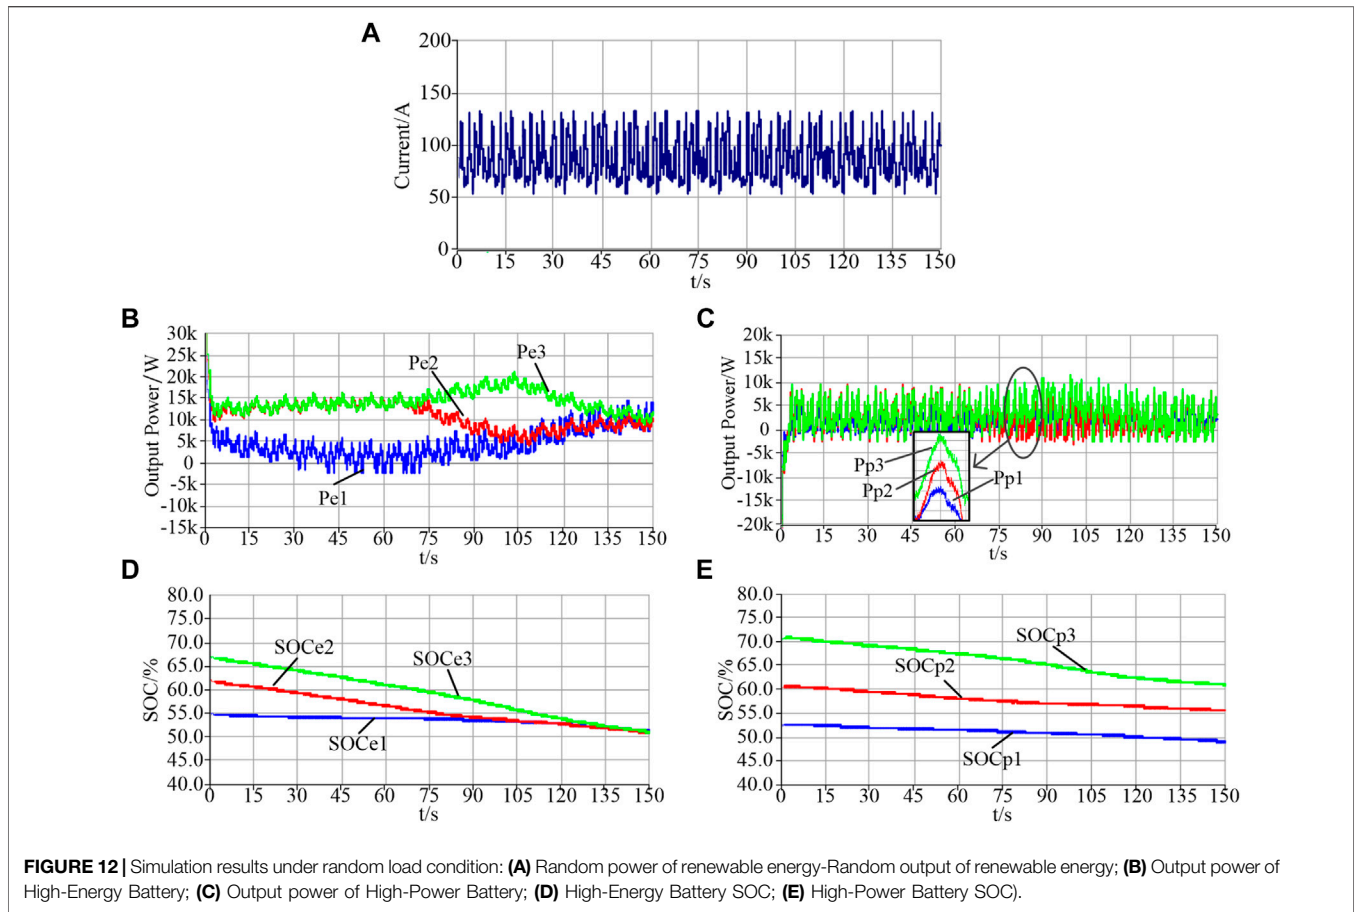 A
200
150
100
50
0
Current/A
0 15 30 45 60 75 90 105 120 135 150
t/s
B
30k
25k
20k
15k
10k
5k
0
-5k
-10k
-15k
Output Power/W
Pe2
Pe3
Pe1
0 15 30 45 60 75 90 105 120 135 150
t/s
C
20k
15k
10k
5k
0
-5k
-10k
-15k
-20k
Output Power/W
Pp3
Pp2
Pp1
0 15 30 45 60 75 90 105 120 135 150
t/s
D
80.0
75.0
70.0
65.0
60.0
55.0
50.0
45.0
40.0
SOC/%
SOCe2
SOCe3
SOCe1
0 15 30 45 60 75 90 105 120 135 150
t/s
E
80.0
75.0
70.0
65.0
60.0
55.0
50.0
45.0
40.0
SOC/%
SOCp3
SOCp2
SOCp1
0 15 30 45 60 75 90 105 120 135 150
t/s
FIGURE 12 | Simulation results under random load condition: (A) Random power of renewable energy-Random output of renewable energy; (B) Output power of
High-Energy Battery; (C) Output power of High-Power Battery; (D) High-Energy Battery SOC; (E) High-Power Battery SOC).